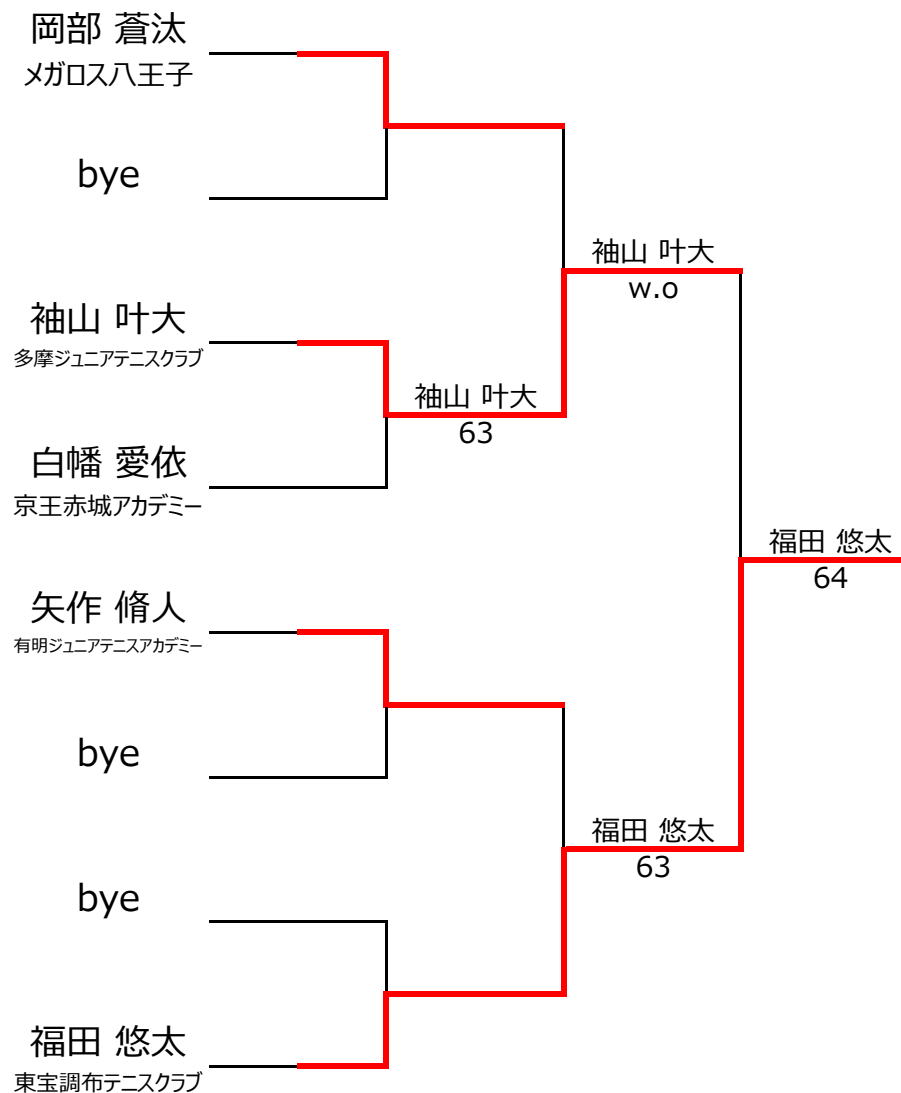 岡部 蒼汰
メガロス八王子
bye
袖山 叶大
w.o
袖山 叶大
多摩ジュニアテニスクラブ
袖山 叶大
63
白幡 愛依
京王赤城アカデミー
福田 悠太
64
矢作 脩人
有明ジュニアテニスアカデミー
bye
福田 悠太
63
bye
福田 悠太
東宝調布テニスクラブ